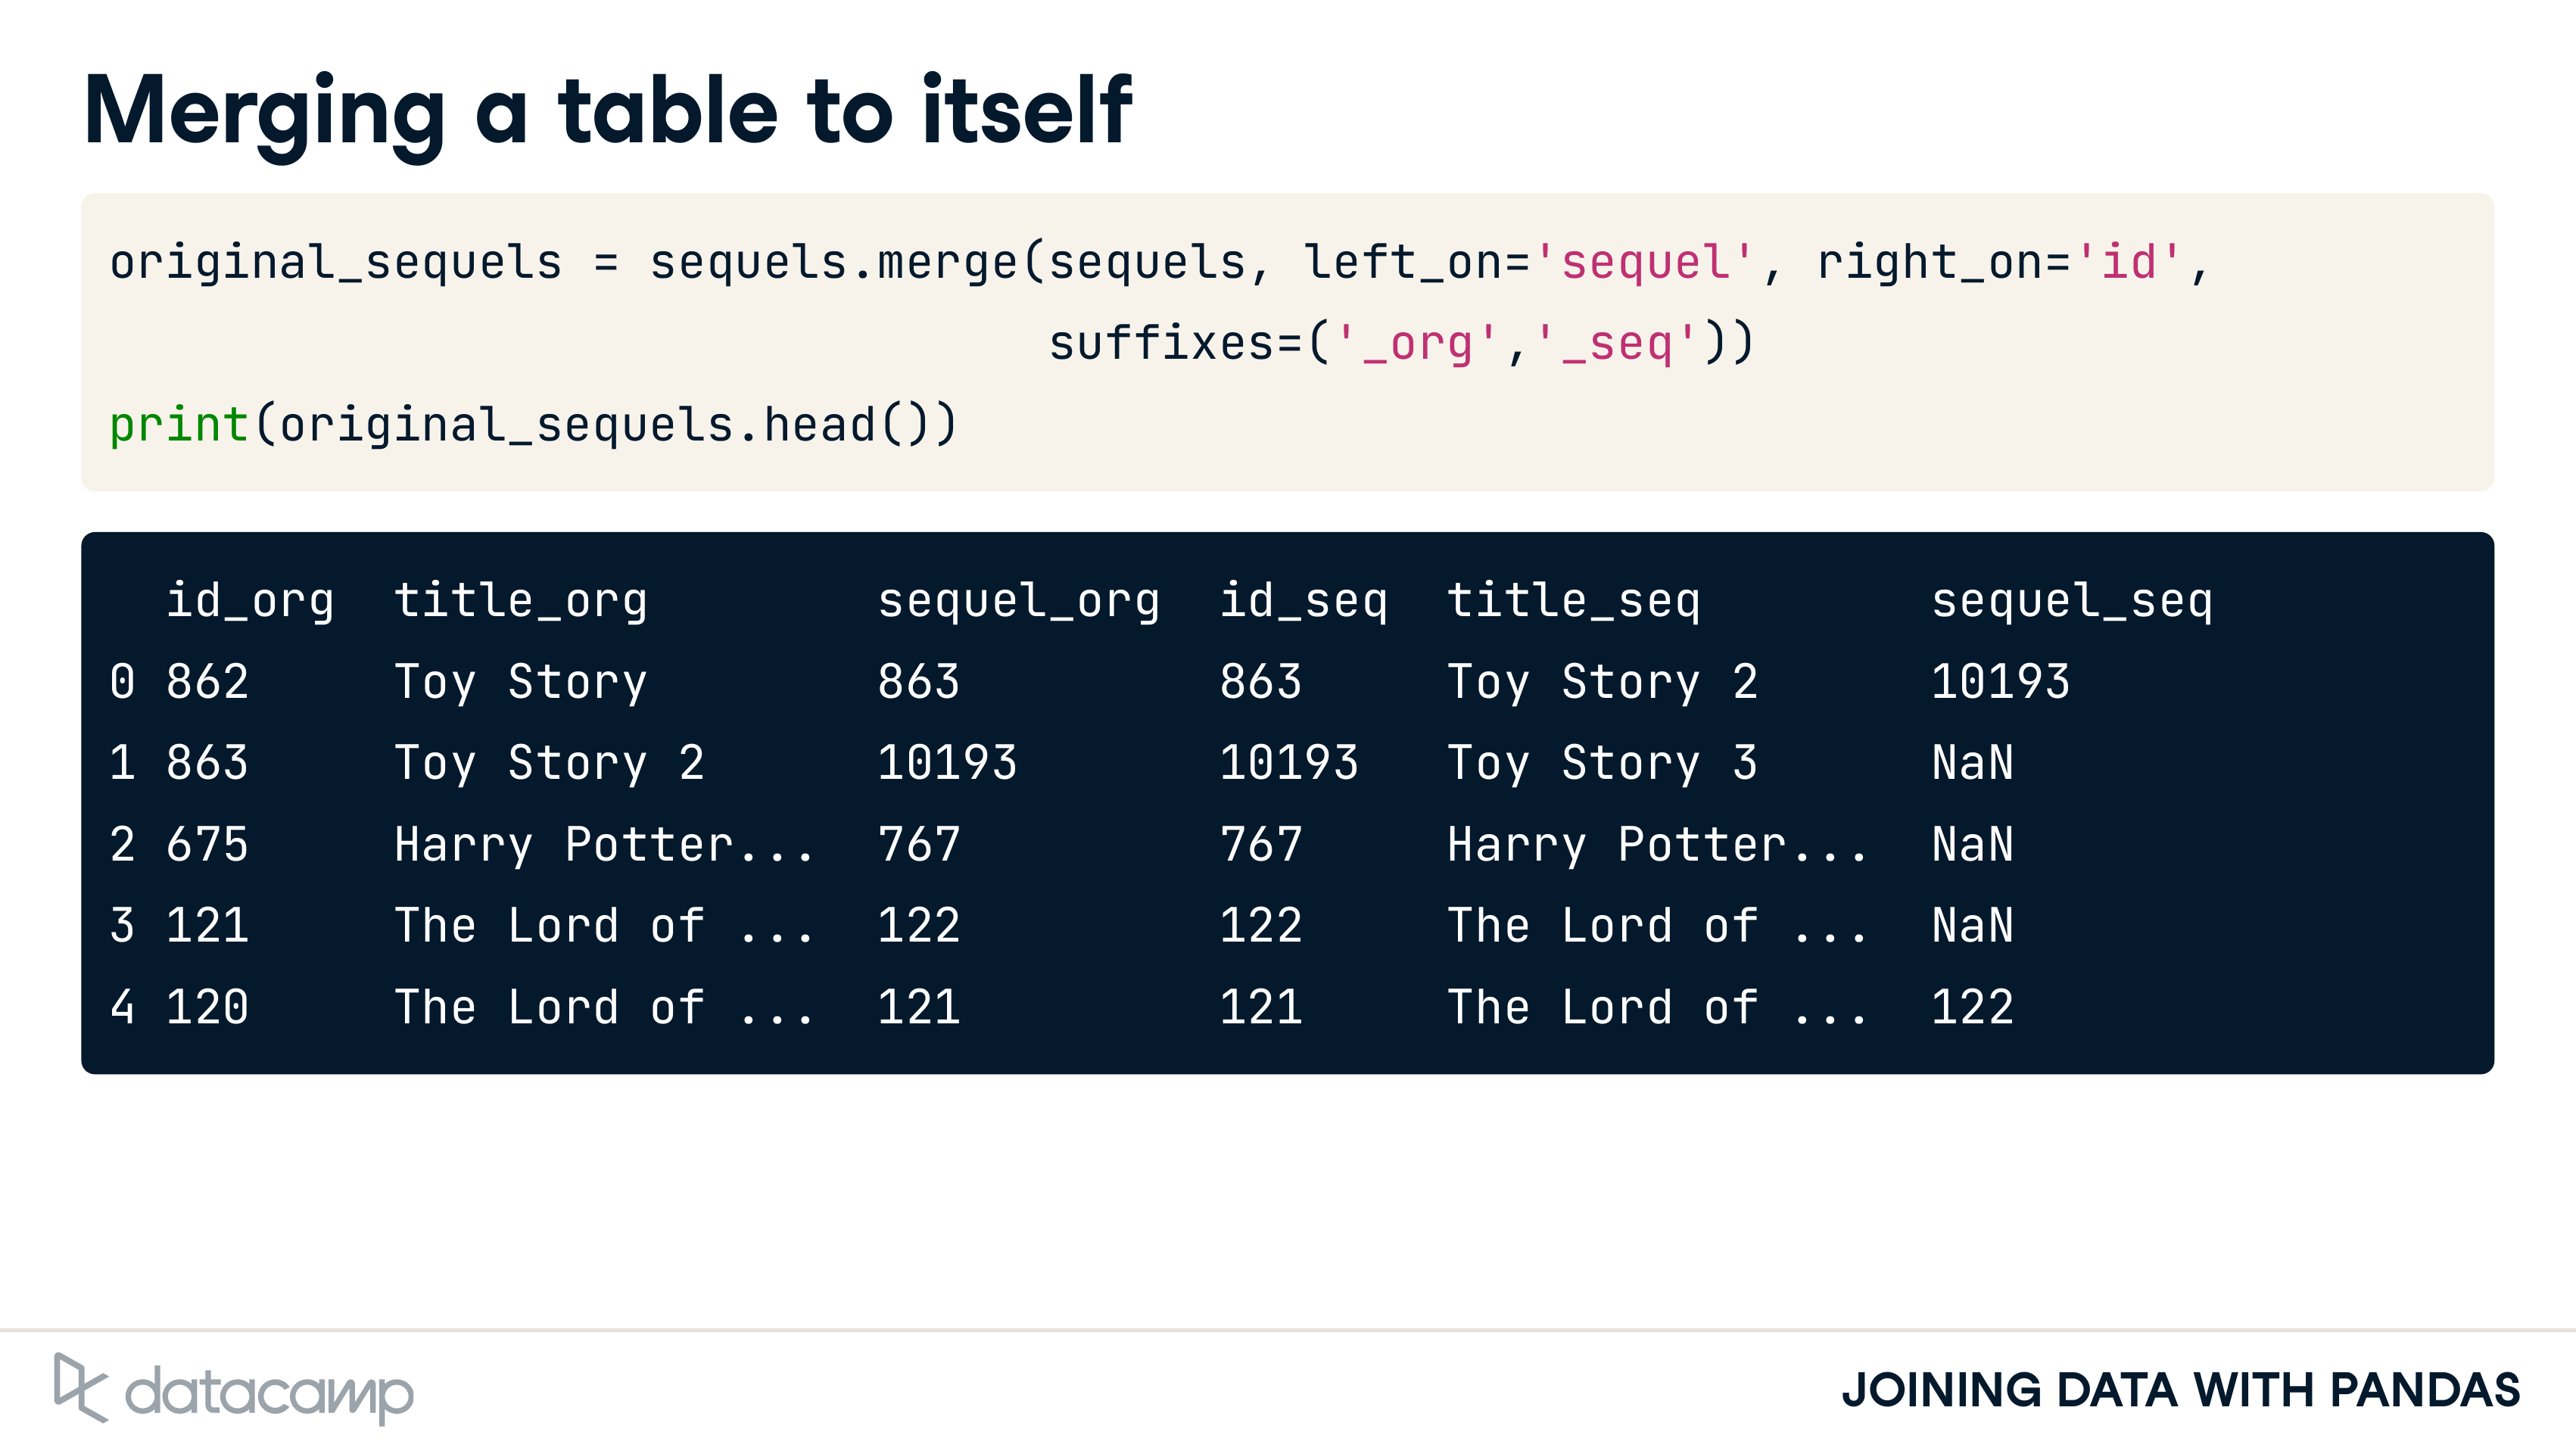 Merging a table to itself
original_sequels = sequels.merge(sequels, left_on='sequel', right_on='id',
suffixes=('_org','_seq'))
print(original_sequels.head())
id_org title_org sequel_org id_seq title_seq sequel_seq
0 862 Toy Story 863 863 Toy Story 2 10193
1 863 Toy Story 2 10193 10193 Toy Story 3 NaN
2 675 Harry Potter... 767 767 Harry Potter... NaN
3 121 The Lord of ... 122 122 The Lord of ... NaN
4 120 The Lord of ... 121 121 The Lord of ... 122
datacamp
JOINING DATA WITH PANDAS